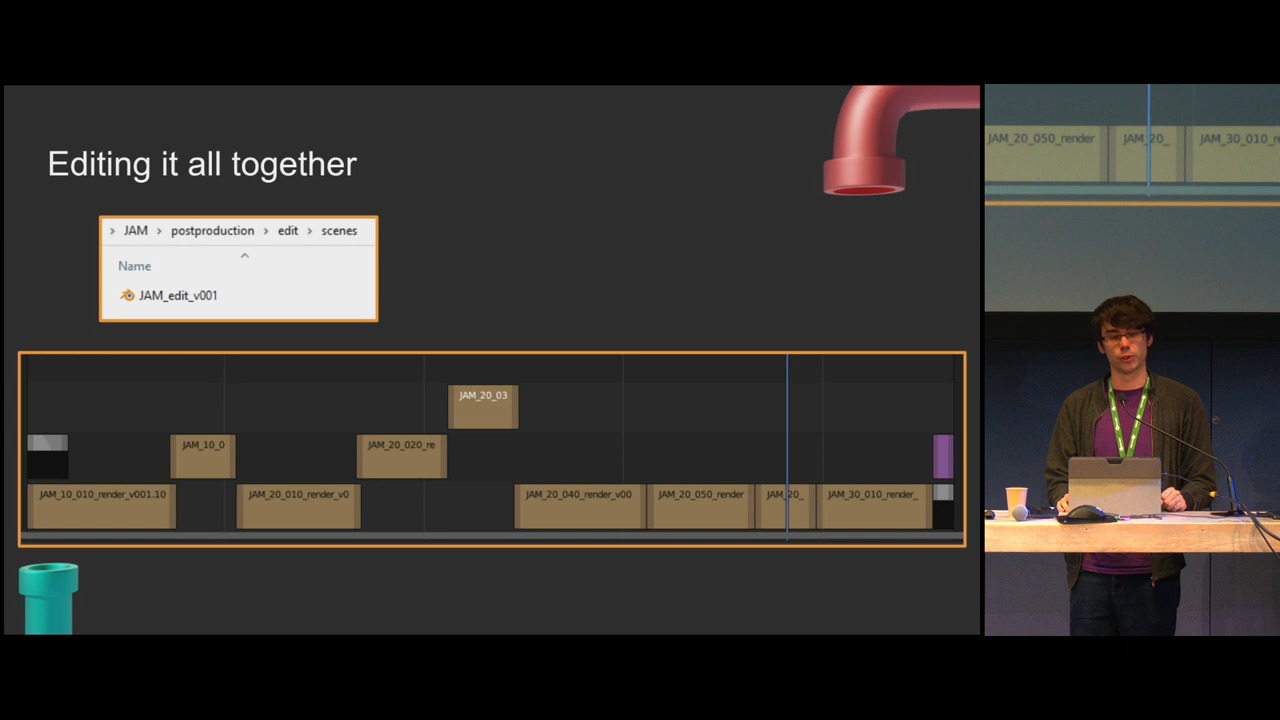 Editing it all together
JAM postproduction edit scenes
Name
JAM_edit_v001
JAM_20_03
JAM_10_0
JAM_20_020_re
JAM_10_010_render_v001.10
JAM_20_010_render_v0
JAM_20_040_render_v00
JAM_20_050_render
JAM_20_
JAM_30_010_render_
JAM_20_050_render
JAM_20_
JAM_30_010_re